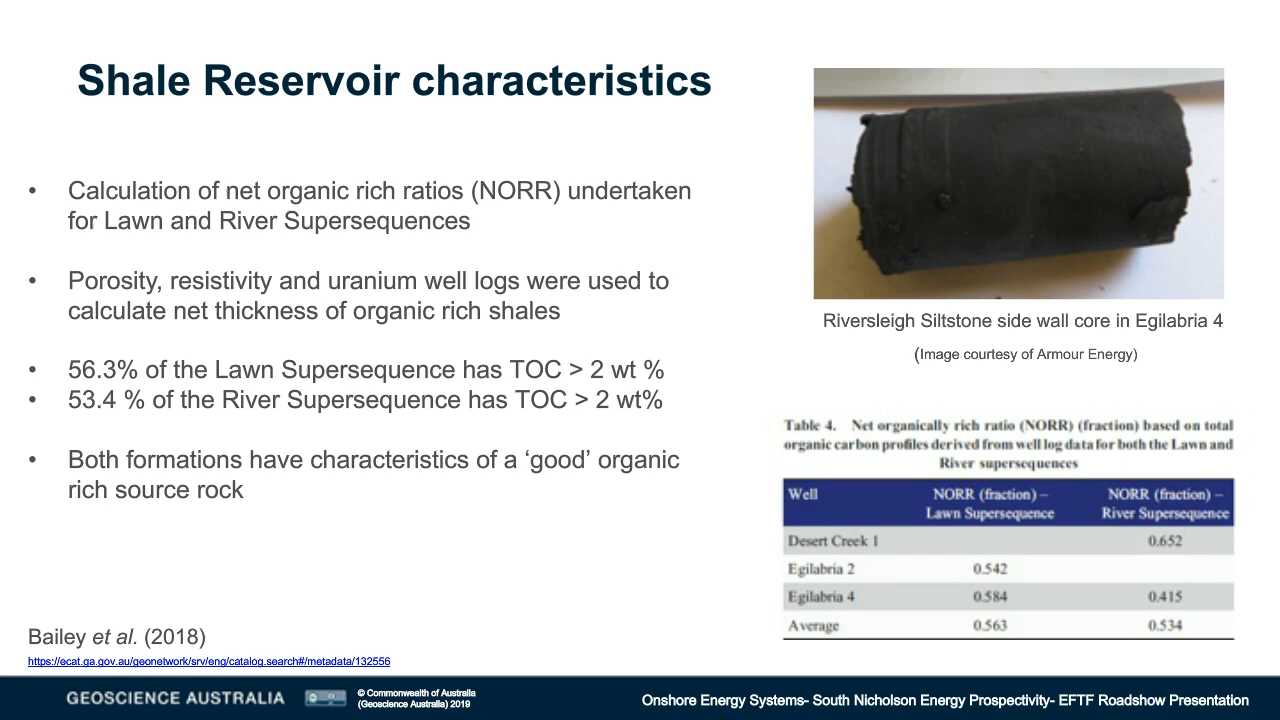 Shale Reservoir characteristics
• Calculation of net organic rich ratios (NORR) undertaken
for Lawn and River Supersequences
• Porosity, resistivity and uranium well logs were used to
calculate net thickness of organic rich shales
• 56.3% of the Lawn Supersequence has TOC > 2 wt %
• 53.4 % of the River Supersequence has TOC > 2 wt%
• Both formations have characteristics of a ‘good’ organic
rich source rock
Riversleigh Siltstone side wall core in Egilabria 4
(Image courtesy of Armour Energy)
Table 4. Net organically rich ratio (NORR) (fraction) based on total
organic carbon profiles derived from well log data for both the Lawn and
River supersequences
Well NORR (fraction) – NORR (fraction) –
Lawn Supersequence River Supersequence
Desert Creek 1 0.652
Egilabria 2 0.542
Egilabria 4 0.584 0.415
Average 0.563 0.534
Bailey et al. (2018)
https://ecat.ga.gov.au/geonetwork/srv/eng/catalog.search#/metadata/132556
GEOSCIENCE AUSTRALIA
© Commonwealth of Australia
(Geoscience Australia) 2019
Onshore Energy Systems- South Nicholson Energy Prospectivity- EFTF Roadshow Presentation